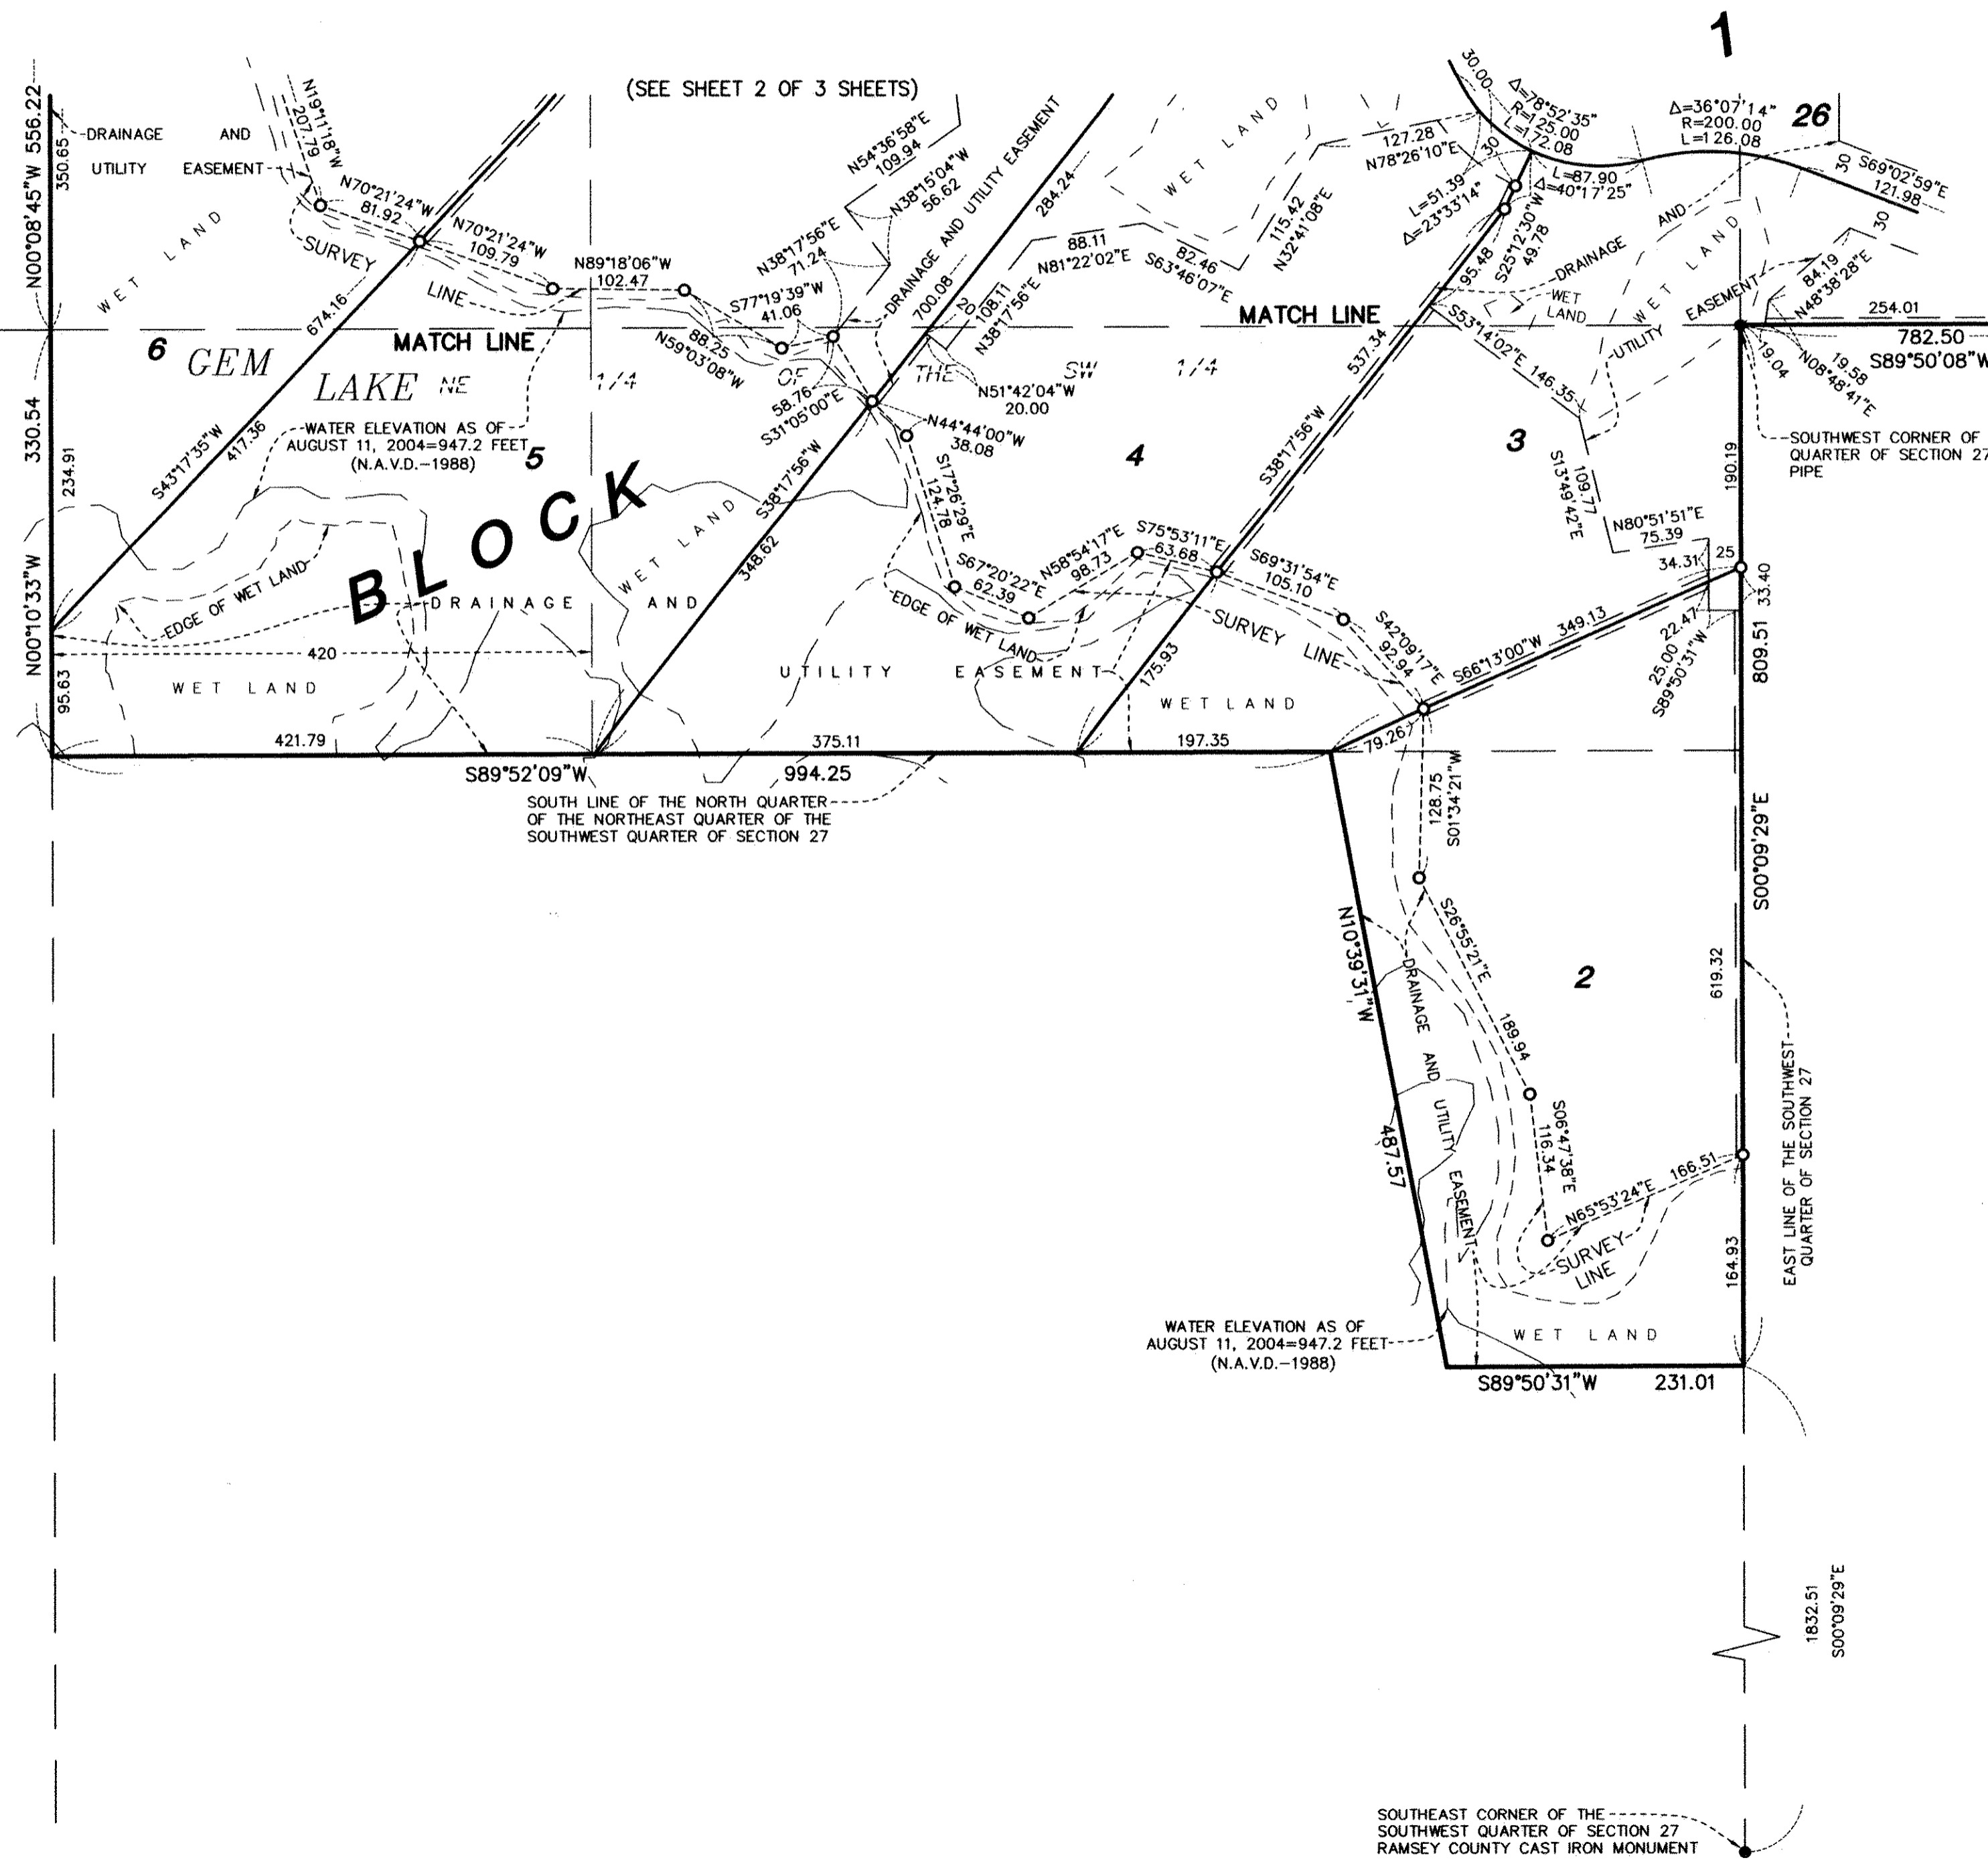 1
(SEE SHEET 2 OF 3 SHEETS)
N00°08'45"W 556.22
350.65
DRAINAGE AND
UTILITY EASEMENT
N19°11'18"W
207.79
WET LAND
N70°21'24"W
81.92
SURVEY
LINE
N70°21'24"W
109.79
N89°18'06"W
102.47
N54°36'58"E
109.94
N38°15'04"W
56.62
N38°17'56"E
71.24
S77°19'39"W
41.06
88.25
N59°03'08"W
58.76
S31°05'00"E
DRAINAGE AND UTILITY EASEMENT
284.24
700.08
20
108.11
N38°17'56"E
88.11
N81°22'02"E
82.46
S63°46'07"E
115.42
N32°41'08"E
WET LAND
127.28
N78°26'10"E
30.00
Δ=78°52'35"
R=125.00
L=172.08
30
L=51.39
Δ=23°33'14"
L=87.90
Δ=40°17'25"
S25°12'30"W
49.78
95.48
Δ=36°07'14"
R=200.00
L=126.08
26
S69°02'59"E
121.98
30
30
DRAINAGE AND
UTILITY EASEMENT
WET LAND
WET
LAND
84.19
N48°38'28"E
254.01
782.50
S89°50'08"W
19.04
19.58
N08°48'41"E
SOUTHWEST CORNER OF
QUARTER OF SECTION 27
PIPE
MATCH LINE
MATCH LINE
6
GEM
LAKE
NE 1/4 OF THE SW 1/4
674.16
S43°17'35"W
417.36
330.54
234.91
N00°10'33"W
95.63
WATER ELEVATION AS OF
AUGUST 11, 2004=947.2 FEET
(N.A.V.D.-1988)
5
BLOCK
N51°42'04"W
20.00
N44°44'00"W
38.08
S17°26'29"E
124.78
S38°17'56"W
348.62
WET LAND
4
537.34
S38°17'56"W
S53°14'02"E 146.35
3
109.77
S13°49'42"E
N80°51'51"E
75.39
190.19
25
34.31
33.40
22.47
25.00
S89°50'31"W
809.51
S67°20'22"E
62.39
N58°54'17"E
98.73
S75°53'11"E
63.68
S69°31'54"E
105.10
S42°09'17"E
92.94
SURVEY LINE
S66°13'00"W 349.13
79.26
EDGE OF WET LAND
EDGE OF WET LAND
DRAINAGE AND
UTILITY EASEMENT
420
WET LAND
175.93
WET LAND
421.79
375.11
197.35
S89°52'09"W
994.25
SOUTH LINE OF THE NORTH QUARTER
OF THE NORTHEAST QUARTER OF THE
SOUTHWEST QUARTER OF SECTION 27
128.75
S01°34'21"W
S00°09'29"E
S26°55'21"E
189.94
N10°39'31"W
487.57
DRAINAGE AND UTILITY EASEMENT
2
619.32
EAST LINE OF THE SOUTHWEST
QUARTER OF SECTION 27
S06°47'38"E
116.34
N65°53'24"E 166.51
SURVEY
LINE
164.93
WATER ELEVATION AS OF
AUGUST 11, 2004=947.2 FEET
(N.A.V.D.-1988)
WET LAND
S89°50'31"W 231.01
1832.51
S00°09'29"E
SOUTHEAST CORNER OF THE
SOUTHWEST QUARTER OF SECTION 27
RAMSEY COUNTY CAST IRON MONUMENT